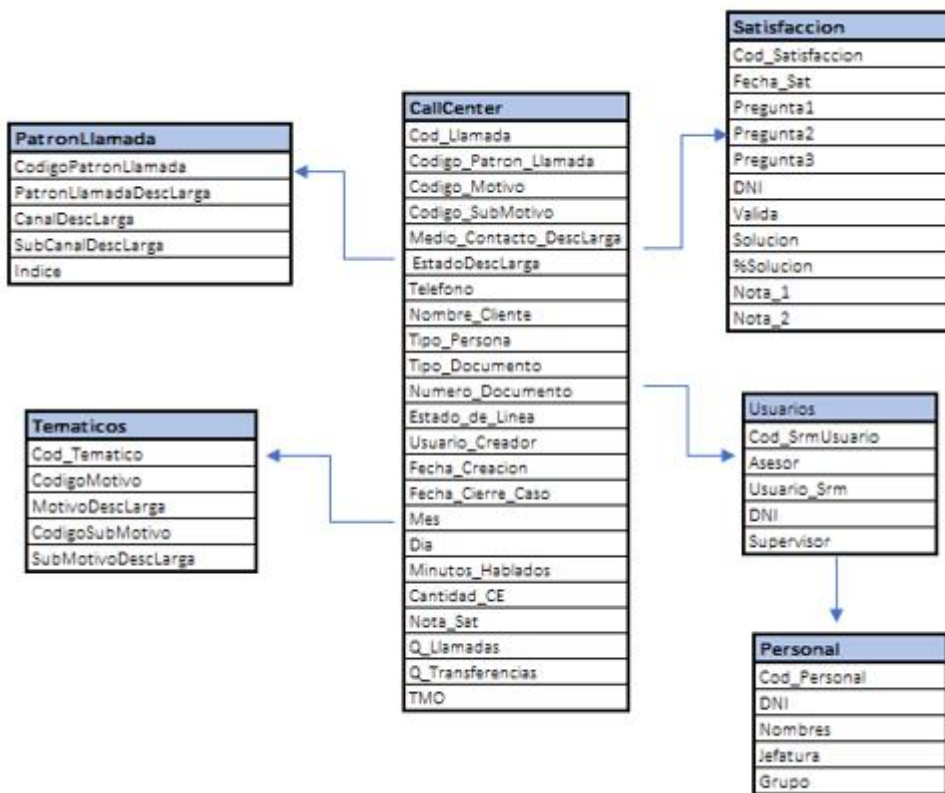 PatronLlamada
CodigoPatronLlamada
PatronLlamadaDescLarga
CanalDescLarga
SubCanalDescLarga
Indice
Tematicos
Cod_Tematico
CodigoMotivo
MotivoDescLarga
CodigoSubMotivo
SubMotivoDescLarga
CallCenter
Cod_Llamada
Codigo_Patron_Llamada
Codigo_Motivo
Codigo_SubMotivo
Medio_Contacto_DescLarga
EstadoDescLarga
Telefono
Nombre_Cliente
Tipo_Persona
Tipo_Documento
Numero_Documento
Estado_de_Linea
Usuario_Creador
Fecha_Creacion
Fecha_Cierre_Caso
Mes
Dia
Minutos_Hablados
Cantidad_CE
Nota_Sat
Q_Llamadas
Q_Transferencias
TMO
Satisfaccion
Cod_Satisfaccion
Fecha_Sat
Pregunta1
Pregunta2
Pregunta3
DNI
Valida
Solucion
%Solucion
Nota_1
Nota_2
Usuarios
Cod_SrmUsuario
Asesor
Usuario_Srm
DNI
Supervisor
Personal
Cod_Personal
DNI
Nombres
Jefatura
Grupo